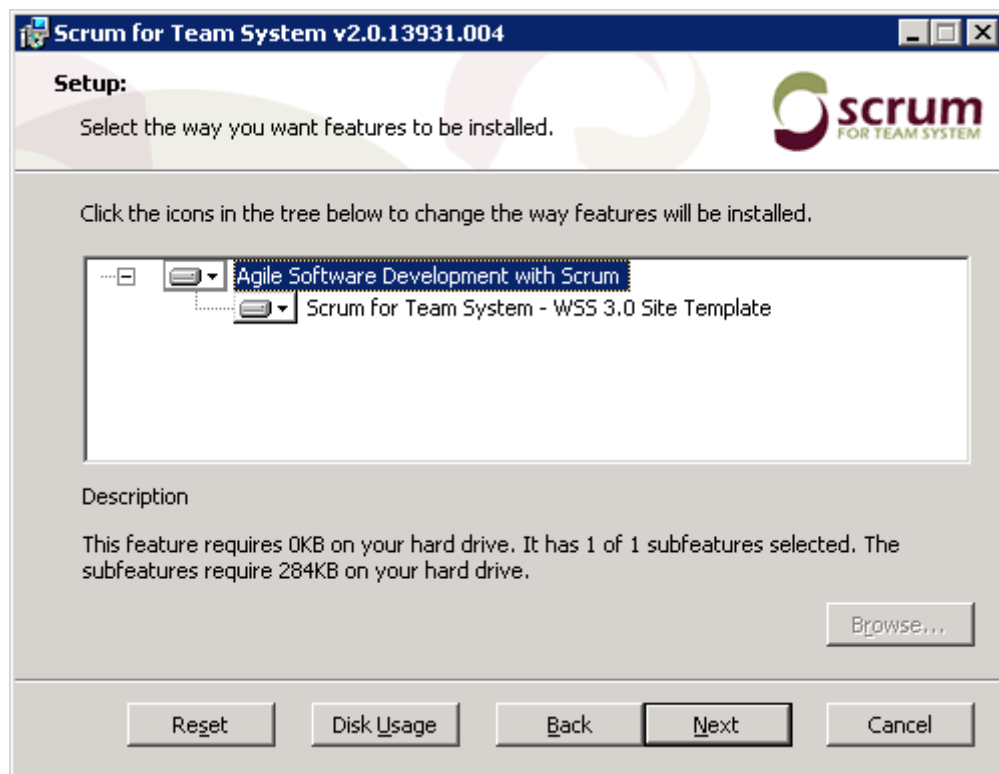 Scrum for Team System v2.0.13931.004
Setup:
Select the way you want features to be installed.
scrum
FOR TEAM SYSTEM
Click the icons in the tree below to change the way features will be installed.
Agile Software Development with Scrum
Scrum for Team System - WSS 3.0 Site Template
Description
This feature requires 0KB on your hard drive. It has 1 of 1 subfeatures selected. The
subfeatures require 284KB on your hard drive.
Browse...
Reset
Disk Usage
Back
Next
Cancel